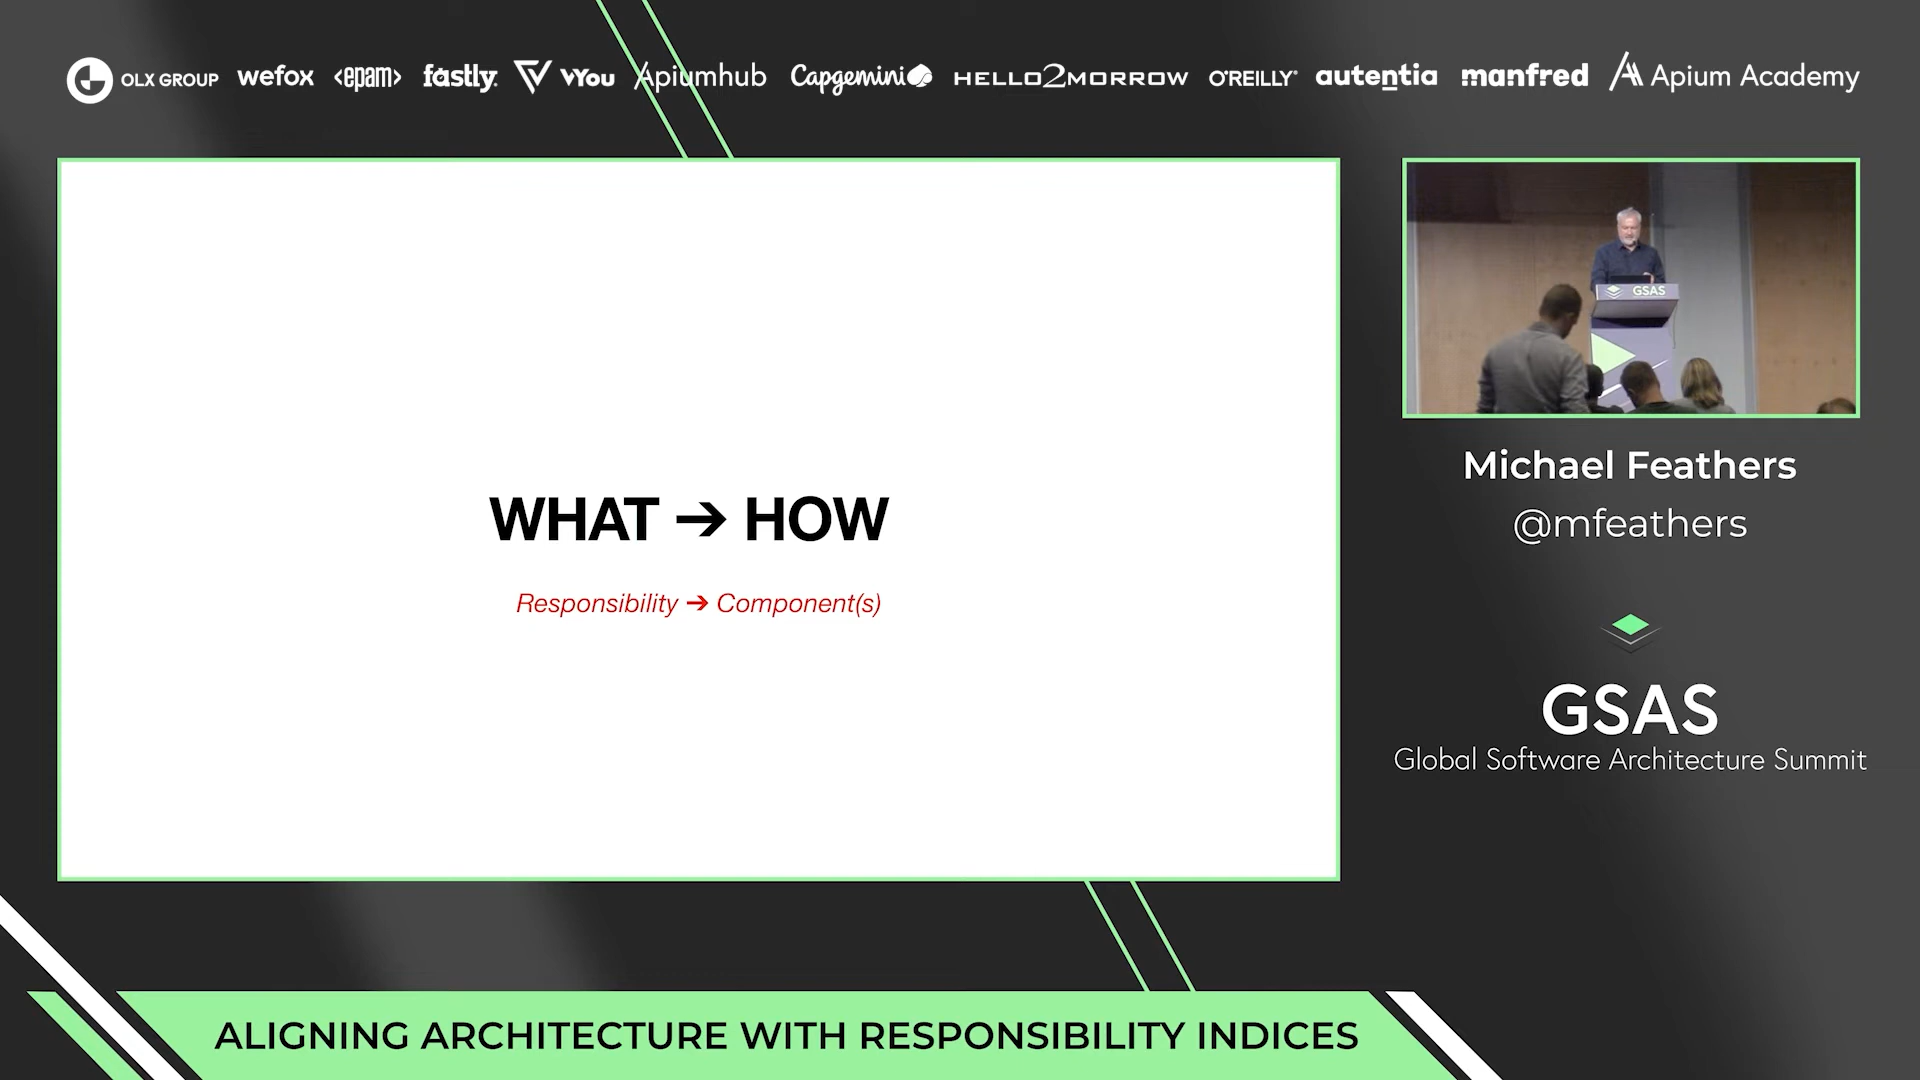 OLX GROUP wefox <epam> fastly vYou Apiumhub Capgemini HELLO2MORROW O'REILLY autentia manfred Apium Academy
WHAT → HOW
Responsibility → Component(s)
GSAS
Michael Feathers
@mfeathers
GSAS
Global Software Architecture Summit
ALIGNING ARCHITECTURE WITH RESPONSIBILITY INDICES